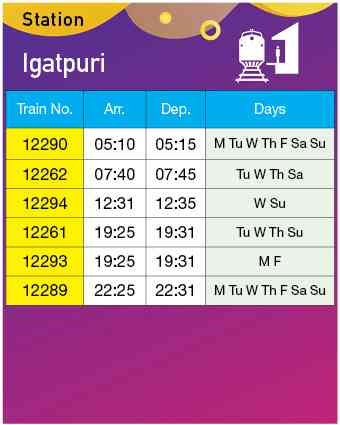 Station
Igatpuri
1
Train No. Arr. Dep. Days
12290 05:10 05:15 M Tu W Th F Sa Su
12262 07:40 07:45 Tu W Th Sa
12294 12:31 12:35 W Su
12261 19:25 19:31 Tu W Th Su
12293 19:25 19:31 M F
12289 22:25 22:31 M Tu W Th F Sa Su